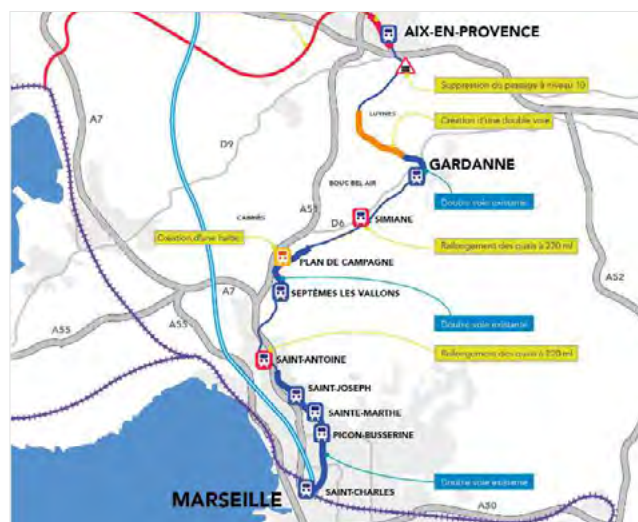 AIX-EN-PROVENCE
Suppression du passage à niveau 10
A7
LUYNES
Création d'une double voie
D9
GARDANNE
BOUC BEL AIR
A51
Double voie existante
CABRIÈS
D6
SIMIANE
Création d'une halte
Rallongement des quais à 220 ml
PLAN DE CAMPAGNE
A52
A7
SEPTÈMES LES VALLONS
A55
A55
Double voie existante
SAINT-ANTOINE
Rallongement des quais à 220 ml
SAINT-JOSEPH
SAINTE-MARTHE
PICON-BUSSERINE
Double voie existante
MARSEILLE
SAINT-CHARLES
A50